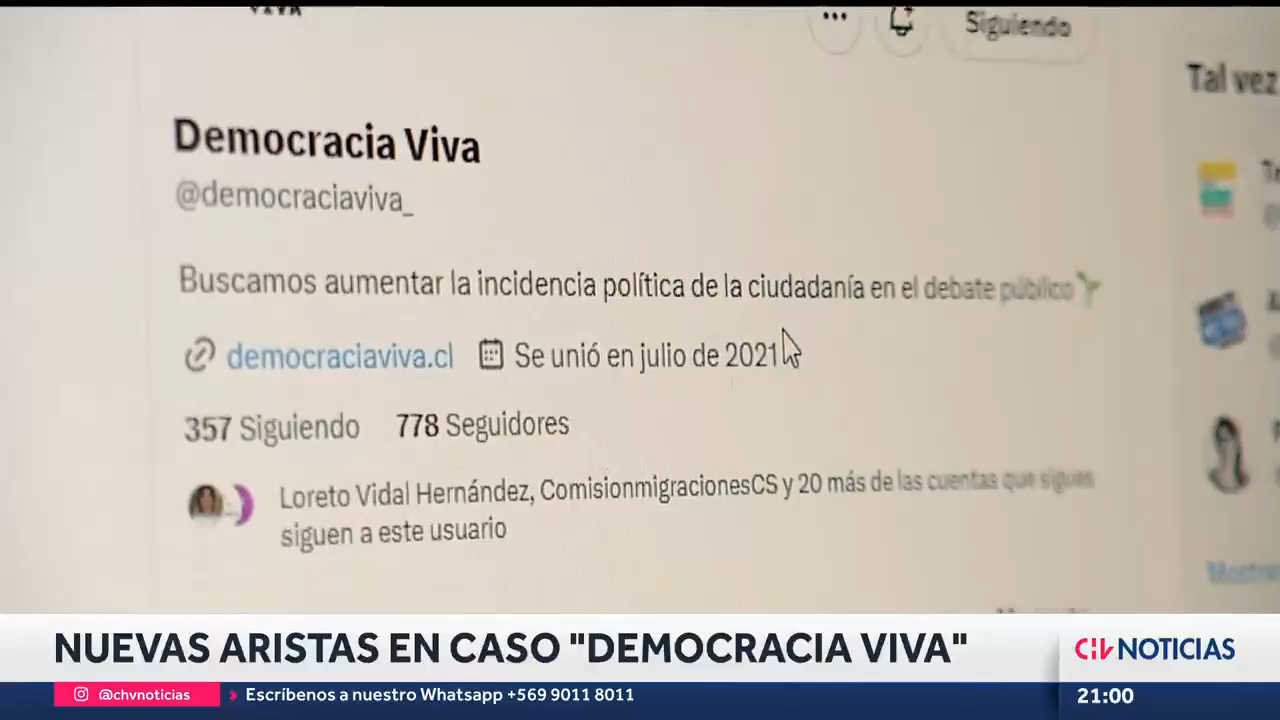 VIVA
Siguiendo
Tal vez
Democracia Viva
@democraciaviva_
Buscamos aumentar la incidencia política de la ciudadanía en el debate público
democraciaviva.cl Se unió en julio de 2021
357 Siguiendo 778 Seguidores
Loreto Vidal Hernández, ComisionmigracionesCS y 20 más de las cuentas que sigues
siguen a este usuario
NUEVAS ARISTAS EN CASO "DEMOCRACIA VIVA"
CHV NOTICIAS
@chvnoticias Escríbenos a nuestro Whatsapp +569 9011 8011
21:00